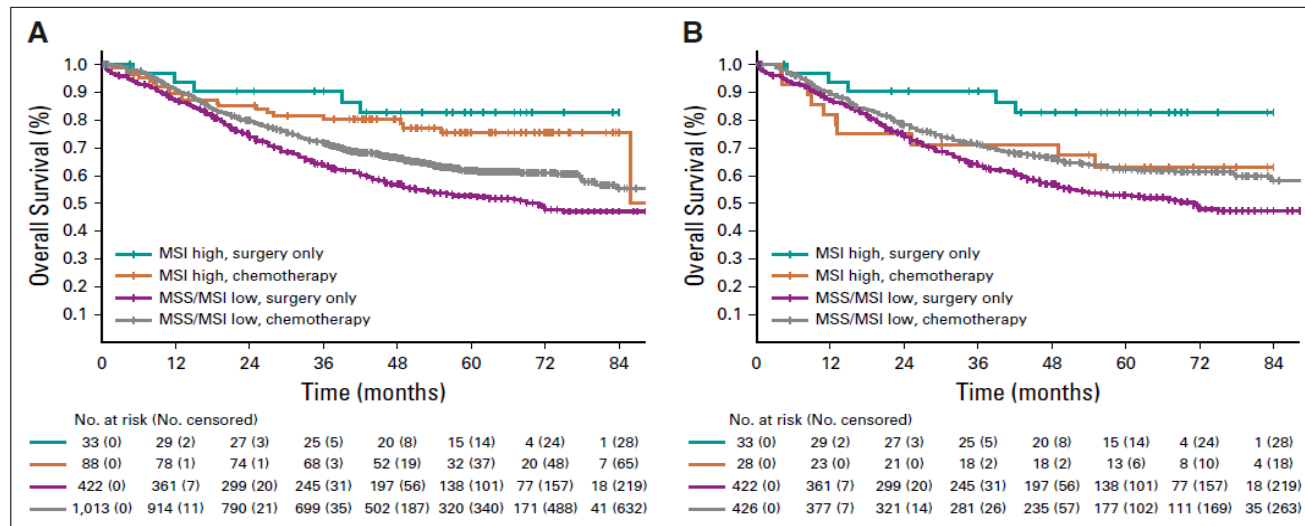 A
1.0
0.9
0.8
0.7
0.6
0.5
0.4
0.3
0.2
0.1
Overall Survival (%)
MSI high, surgery only
MSI high, chemotherapy
MSS/MSI low, surgery only
MSS/MSI low, chemotherapy
0 12 24 36 48 60 72 84
Time (months)
No. at risk (No. censored)
33 (0) 29 (2) 27 (3) 25 (5) 20 (8) 15 (14) 4 (24) 1 (28)
88 (0) 78 (1) 74 (1) 68 (3) 52 (19) 32 (37) 20 (48) 7 (65)
422 (0) 361 (7) 299 (20) 245 (31) 197 (56) 138 (101) 77 (157) 18 (219)
1,013 (0) 914 (11) 790 (21) 699 (35) 502 (187) 320 (340) 171 (488) 41 (632)
B
1.0
0.9
0.8
0.7
0.6
0.5
0.4
0.3
0.2
0.1
Overall Survival (%)
MSI high, surgery only
MSI high, chemotherapy
MSS/MSI low, surgery only
MSS/MSI low, chemotherapy
0 12 24 36 48 60 72 84
Time (months)
No. at risk (No. censored)
33 (0) 29 (2) 27 (3) 25 (5) 20 (8) 15 (14) 4 (24) 1 (28)
28 (0) 23 (0) 21 (0) 18 (2) 18 (2) 13 (6) 8 (10) 4 (18)
422 (0) 361 (7) 299 (20) 245 (31) 197 (56) 138 (101) 77 (157) 18 (219)
426 (0) 377 (7) 321 (14) 281 (26) 235 (57) 177 (102) 111 (169) 35 (263)